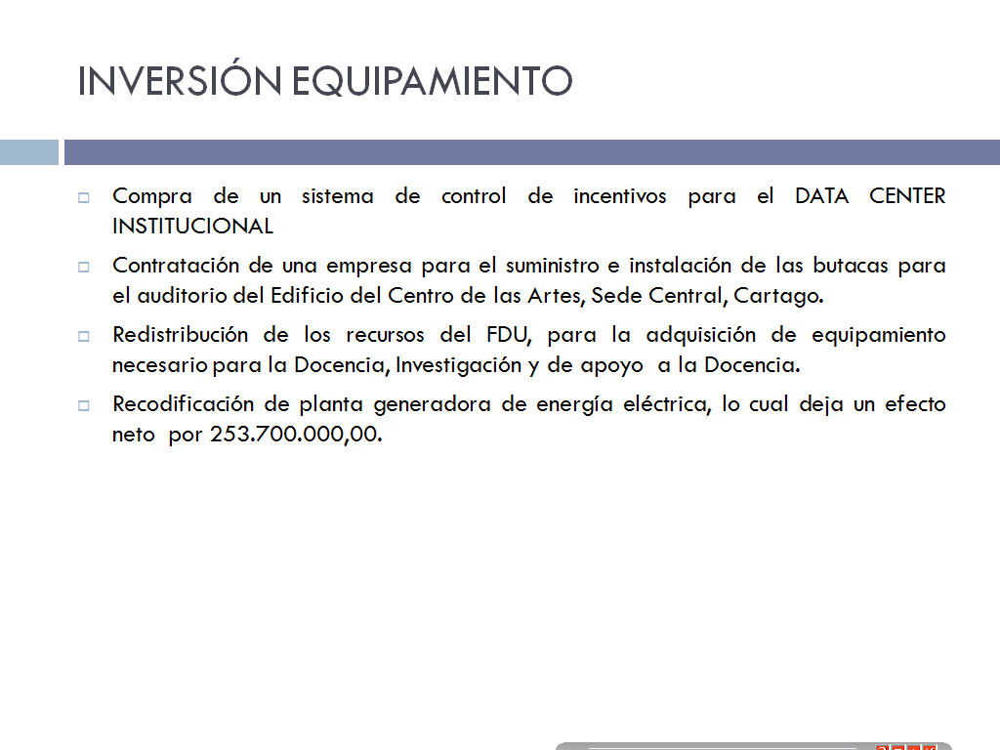 INVERSIÓN EQUIPAMIENTO
Compra de un sistema de control de incentivos para el DATA CENTER
INSTITUCIONAL
Contratación de una empresa para el suministro e instalación de las butacas para
el auditorio del Edificio del Centro de las Artes, Sede Central, Cartago.
Redistribución de los recursos del FDU, para la adquisición de equipamiento
necesario para la Docencia, Investigación y de apoyo  a la Docencia.
Recodificación de planta generadora de energía eléctrica, lo cual deja un efecto
neto  por 253.700.000,00.